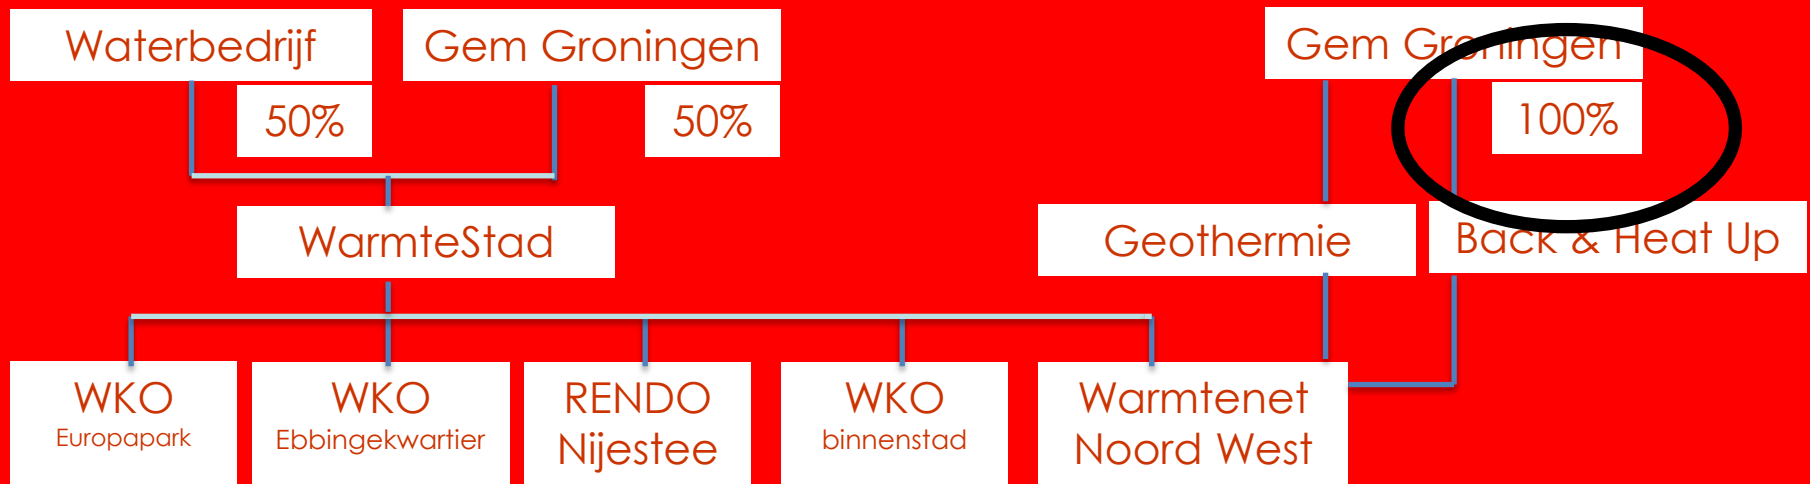 Waterbedrijf
Gem Groningen
Gem Groningen
50%
50%
100%
WarmteStad
Geothermie
Back & Heat Up
WKO
Europapark
WKO
Ebbingekwartier
RENDO
Nijestee
WKO
binnenstad
Warmtenet
Noord West